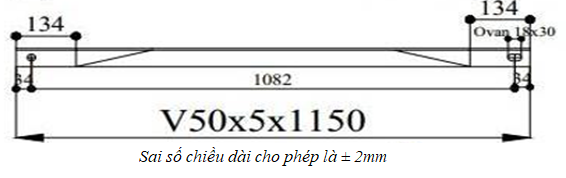 134
134
Ovan 18x30
34
1082
34
V50x5x1150
Sai số chiều dài cho phép là ± 2mm